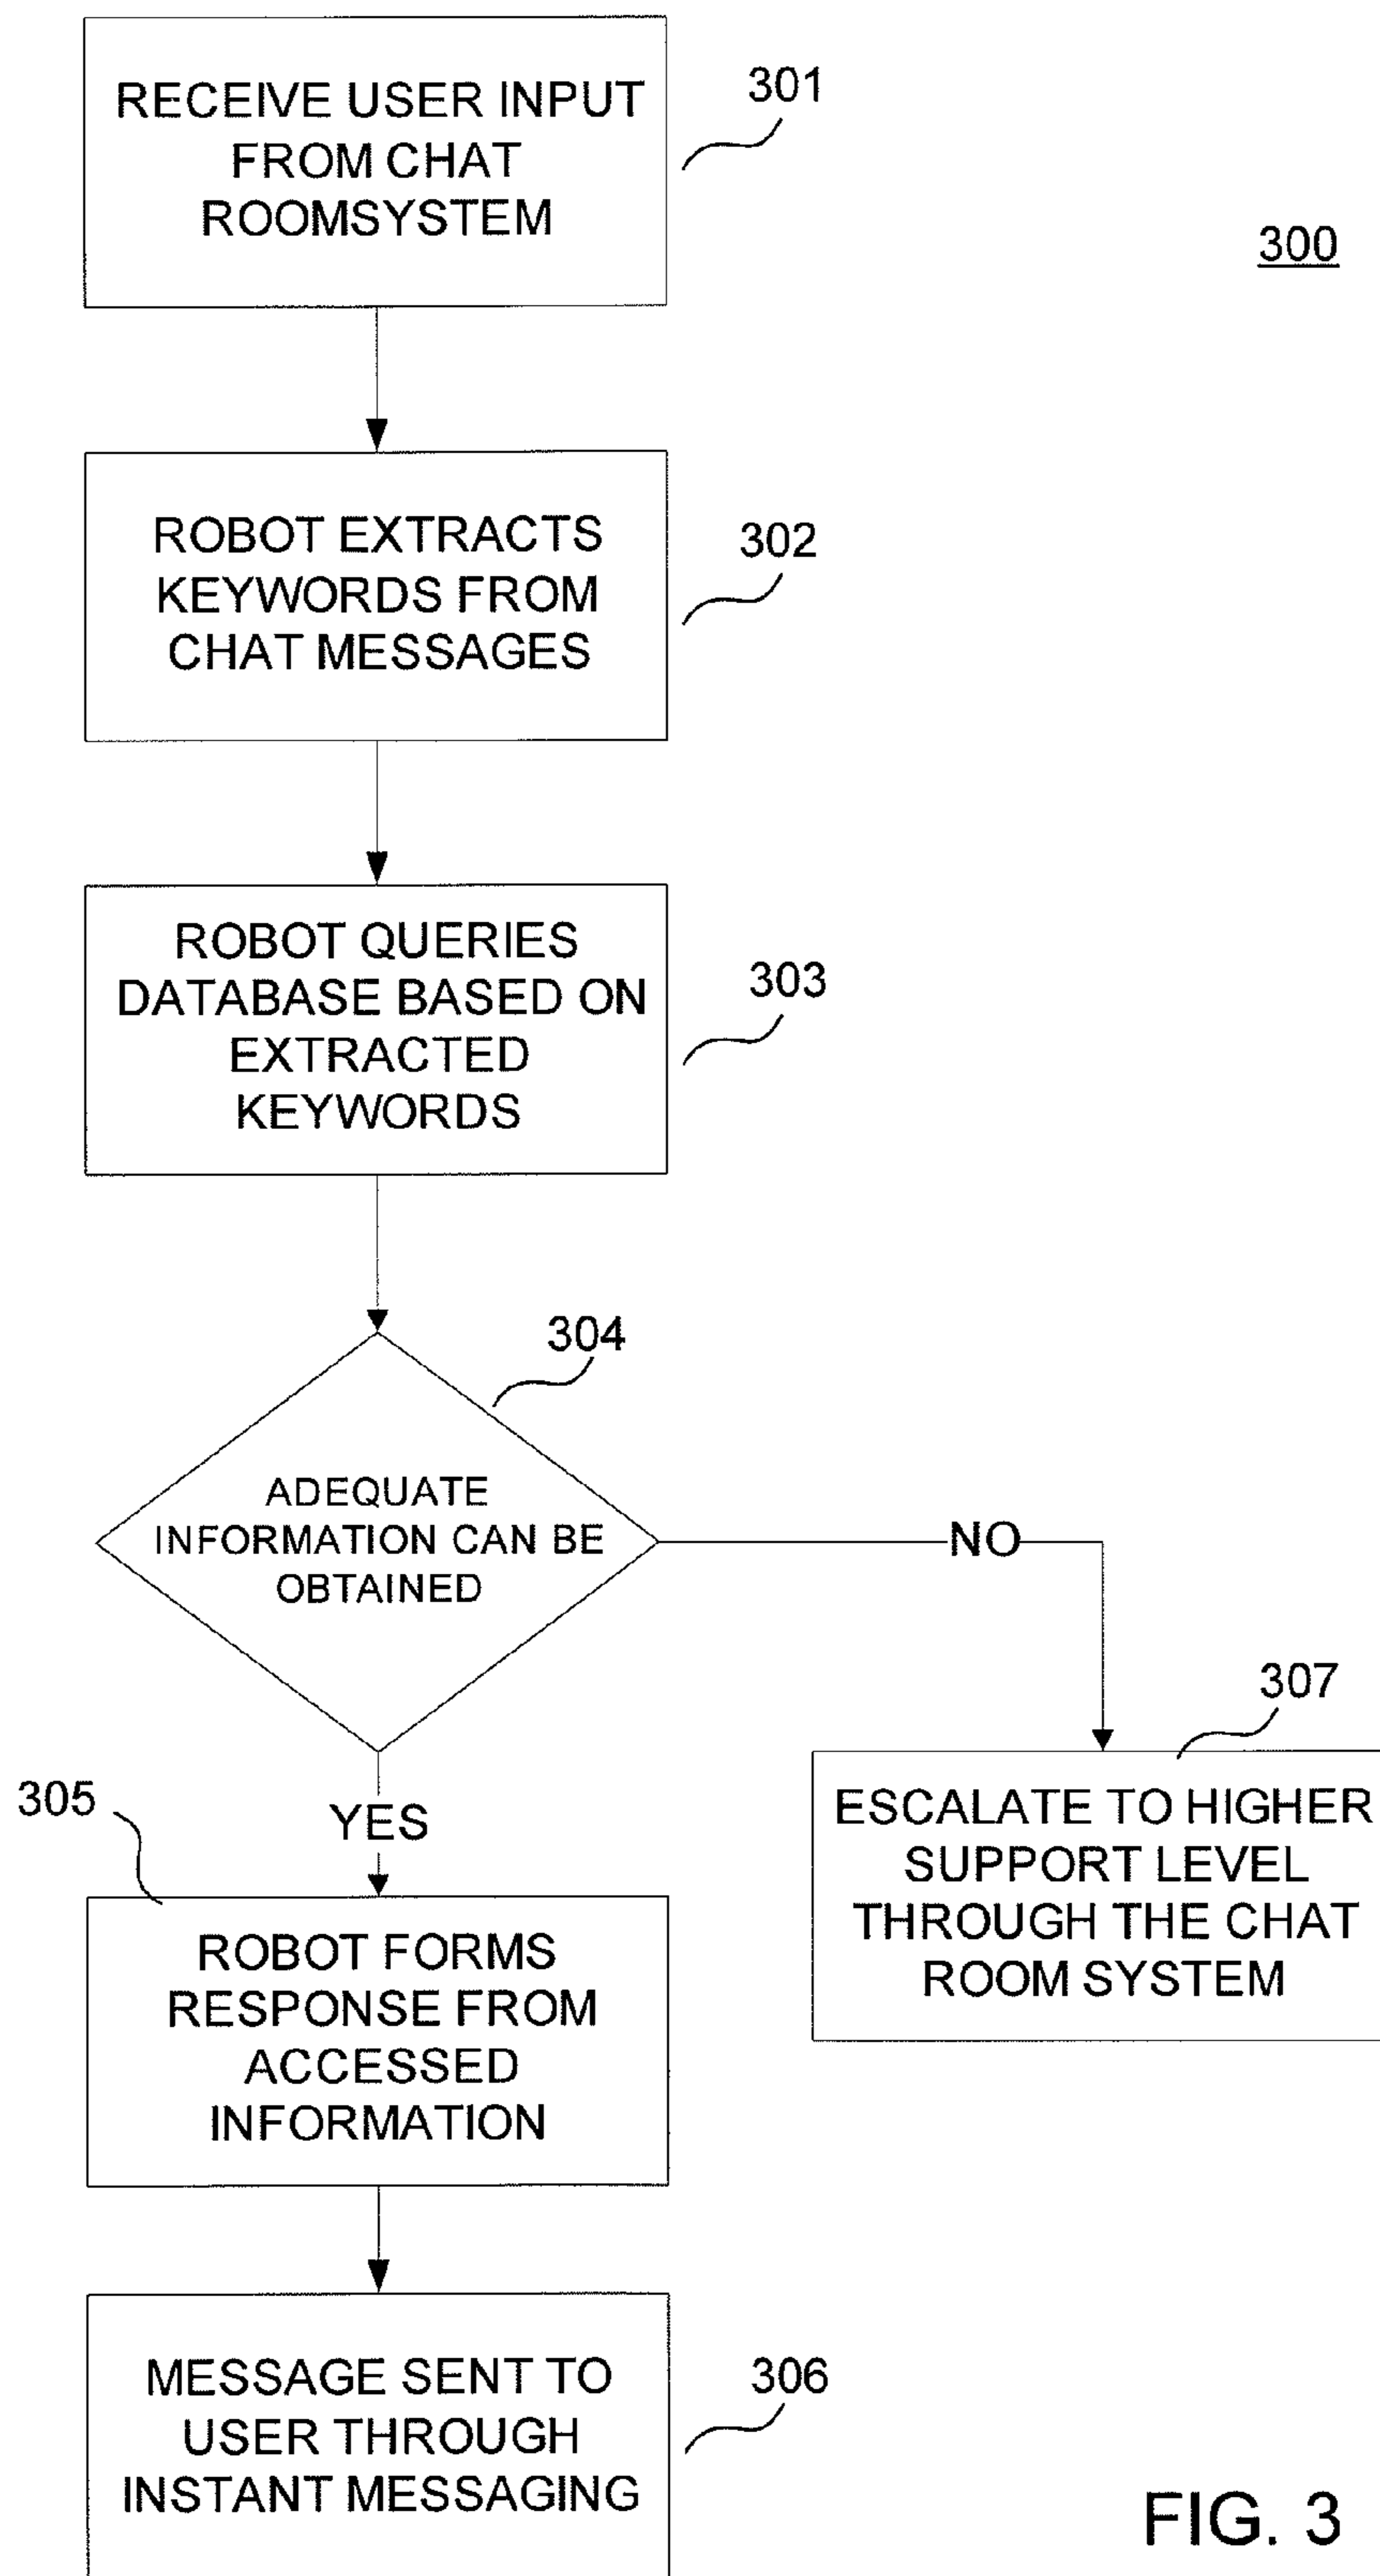 RECEIVE USER INPUT
FROM CHAT
ROOMSYSTEM
301
300
ROBOT EXTRACTS
KEYWORDS FROM
CHAT MESSAGES
302
ROBOT QUERIES
DATABASE BASED ON
EXTRACTED
KEYWORDS
303
304
ADEQUATE
INFORMATION CAN BE
OBTAINED
NO
307
ESCALATE TO HIGHER
SUPPORT LEVEL
THROUGH THE CHAT
ROOM SYSTEM
YES
305
ROBOT FORMS
RESPONSE FROM
ACCESSED
INFORMATION
MESSAGE SENT TO
USER THROUGH
INSTANT MESSAGING
306
FIG. 3